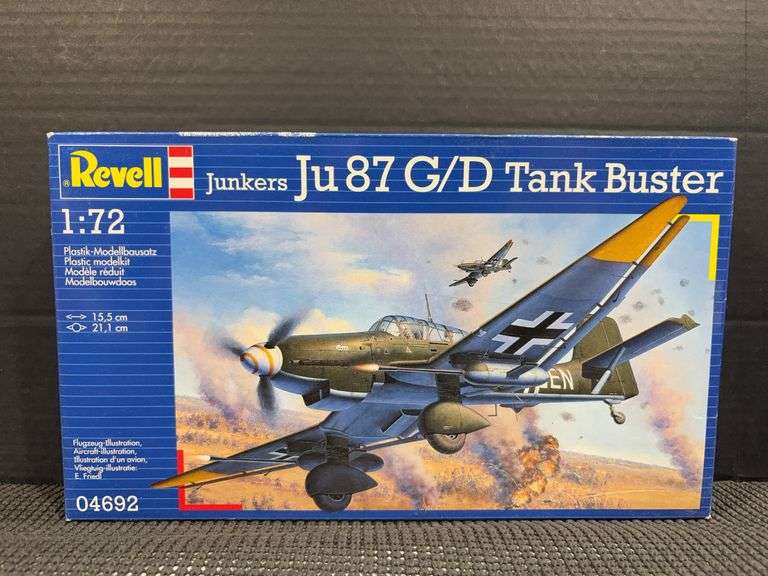 Revell
Junkers Ju 87 G/D Tank Buster
1:72
Plastik-Modellbausatz
Plastic modelkit
Modèle réduit
Modelbouwdoos
15,5 cm
21,1 cm
EN
Flugzeug-Illustration,
Aircraft-illustration,
Illustration d'un avion,
Vliegtuig-illustratie:
E. Friedl
04692